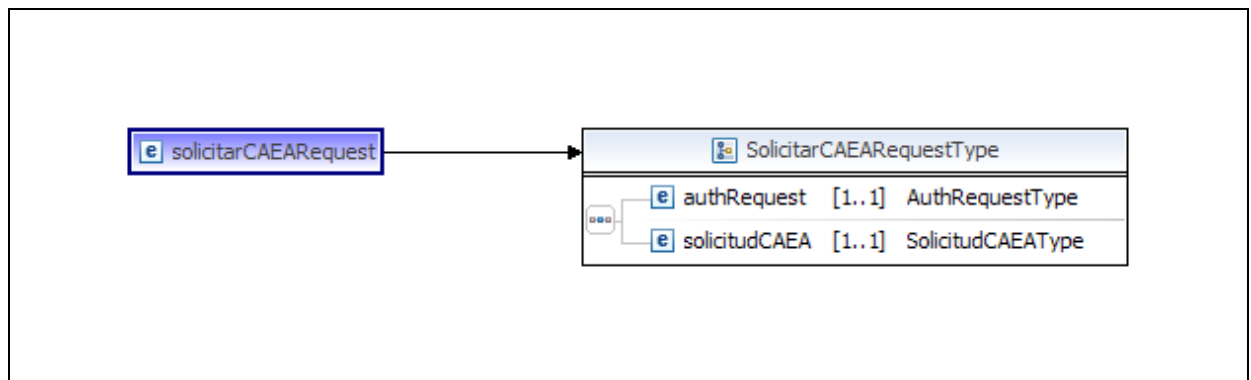 e solicitarCAEARequest
SolicitarCAEARequestType
e authRequest [1..1] AuthRequestType
e solicitudCAEA [1..1] SolicitudCAEAType